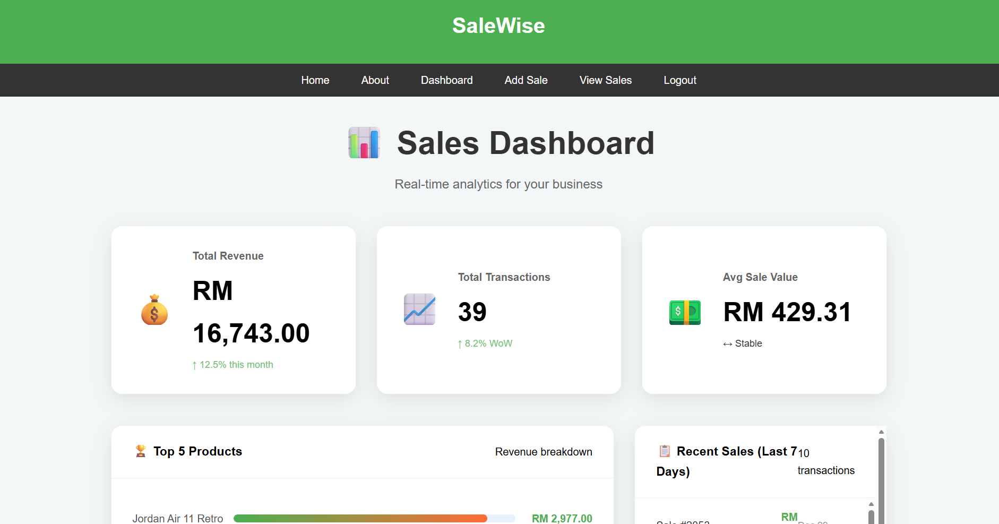 SaleWise
Home About Dashboard Add Sale View Sales Logout
Sales Dashboard
Real-time analytics for your business
Total Revenue
RM
16,743.00
↑ 12.5% this month
Total Transactions
39
↑ 8.2% WoW
Avg Sale Value
RM 429.31
↔ Stable
Top 5 Products
Revenue breakdown
Jordan Air 11 Retro
RM 2,977.00
Recent Sales (Last 7
Days)
10
transactions
RM